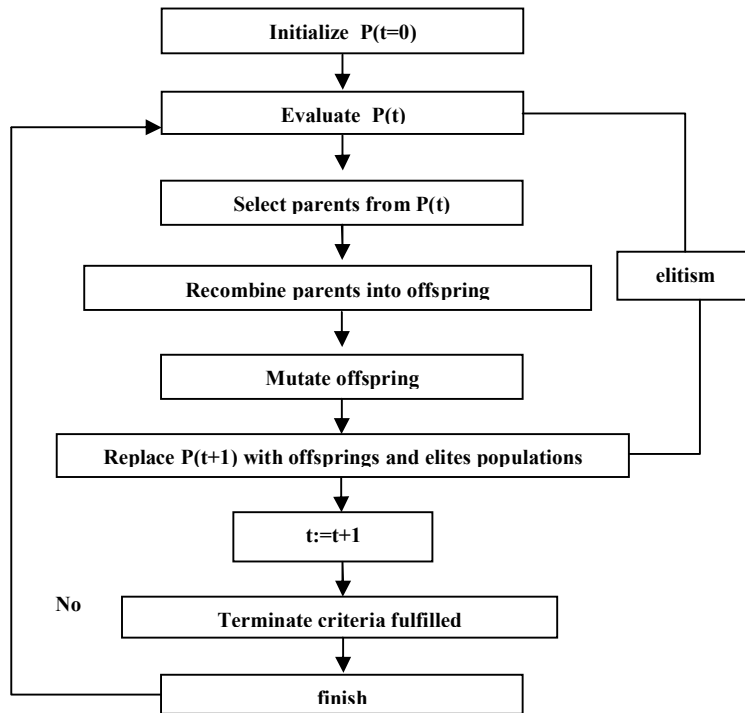 Initialize P(t=0)
Evaluate P(t)
Select parents from P(t)
elitism
Recombine parents into offspring
Mutate offspring
Replace P(t+1) with offsprings and elites populations
t:=t+1
No
Terminate criteria fulfilled
finish